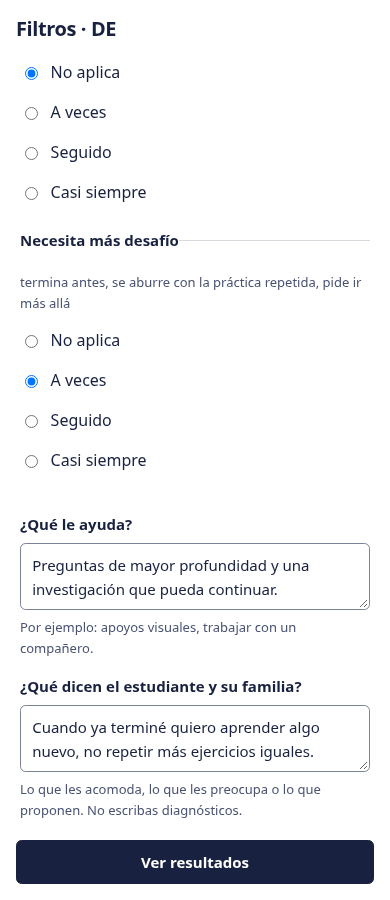 Filtros · DE
No aplica
A veces
Seguido
Casi siempre
Necesita más desafío
termina antes, se aburre con la práctica repetida, pide ir
más allá
No aplica
A veces
Seguido
Casi siempre
¿Qué le ayuda?
Preguntas de mayor profundidad y una
investigación que pueda continuar.
Por ejemplo: apoyos visuales, trabajar con un
compañero.
¿Qué dicen el estudiante y su familia?
Cuando ya terminé quiero aprender algo
nuevo, no repetir más ejercicios iguales.
Lo que les acomoda, lo que les preocupa o lo que
proponen. No escribas diagnósticos.
Ver resultados